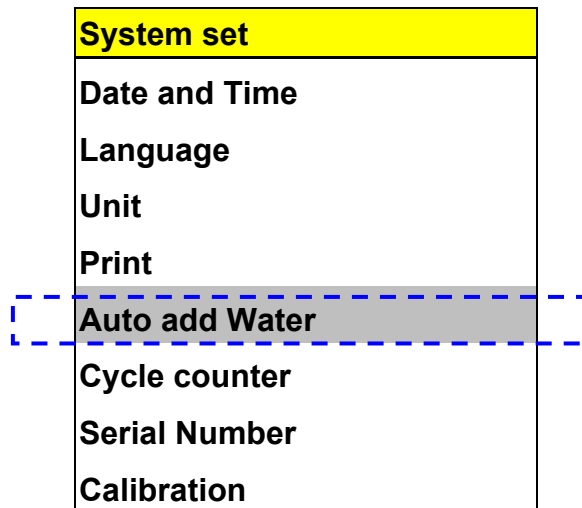 System set
Date and Time
Language
Unit
Print
Auto add Water
Cycle counter
Serial Number
Calibration